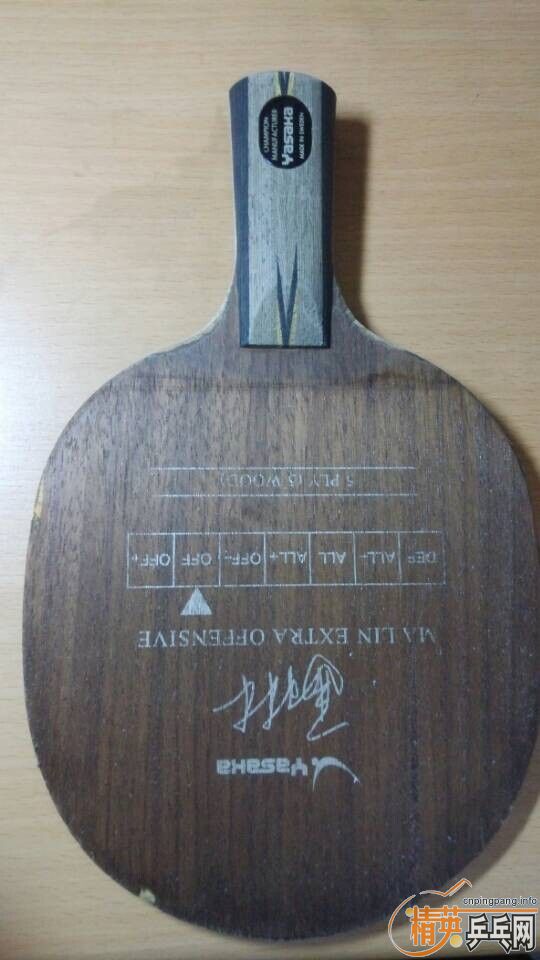 CHAMPION
MANUFACTURER
Yasaka
MADE IN SWEDEN
5 PLY (5 WOOD)
DEF ALL- ALL ALL+ OFF- OFF OFF+
MA LIN EXTRA OFFENSIVE
Yasaka
cnpingpang.info
精英乒乓网